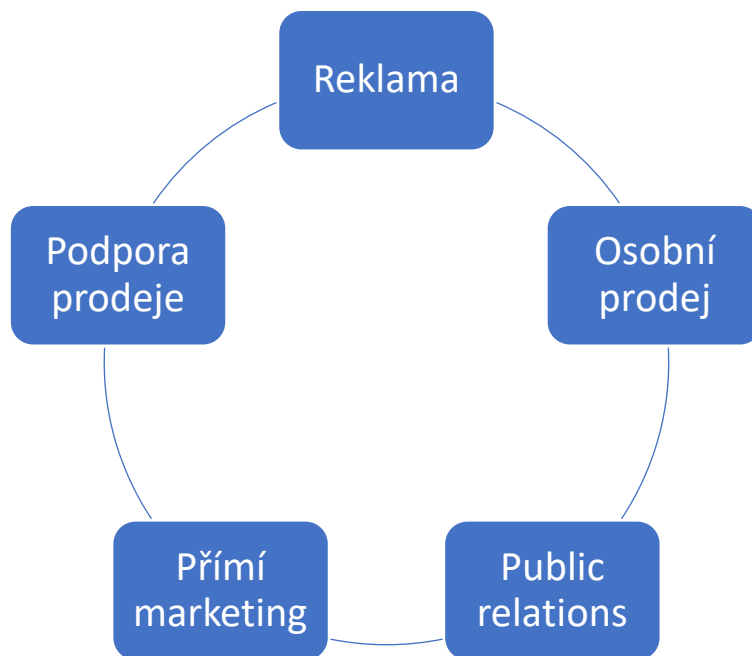 Reklama
Osobní
prodej
Public
relations
Přímí
marketing
Podpora
prodeje